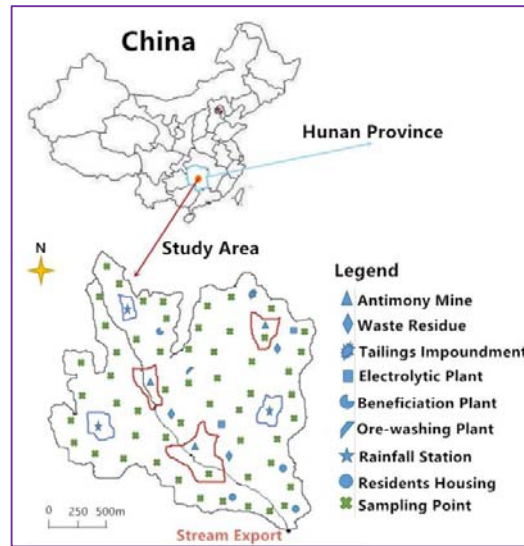 China
Hunan Province
Study Area
N
Legend
Antimony Mine
Waste Residue
Tailings Impoundment
Electrolytic Plant
Beneficiation Plant
Ore-washing Plant
Rainfall Station
Residents Housing
Sampling Point
0 250 500m
Stream Export